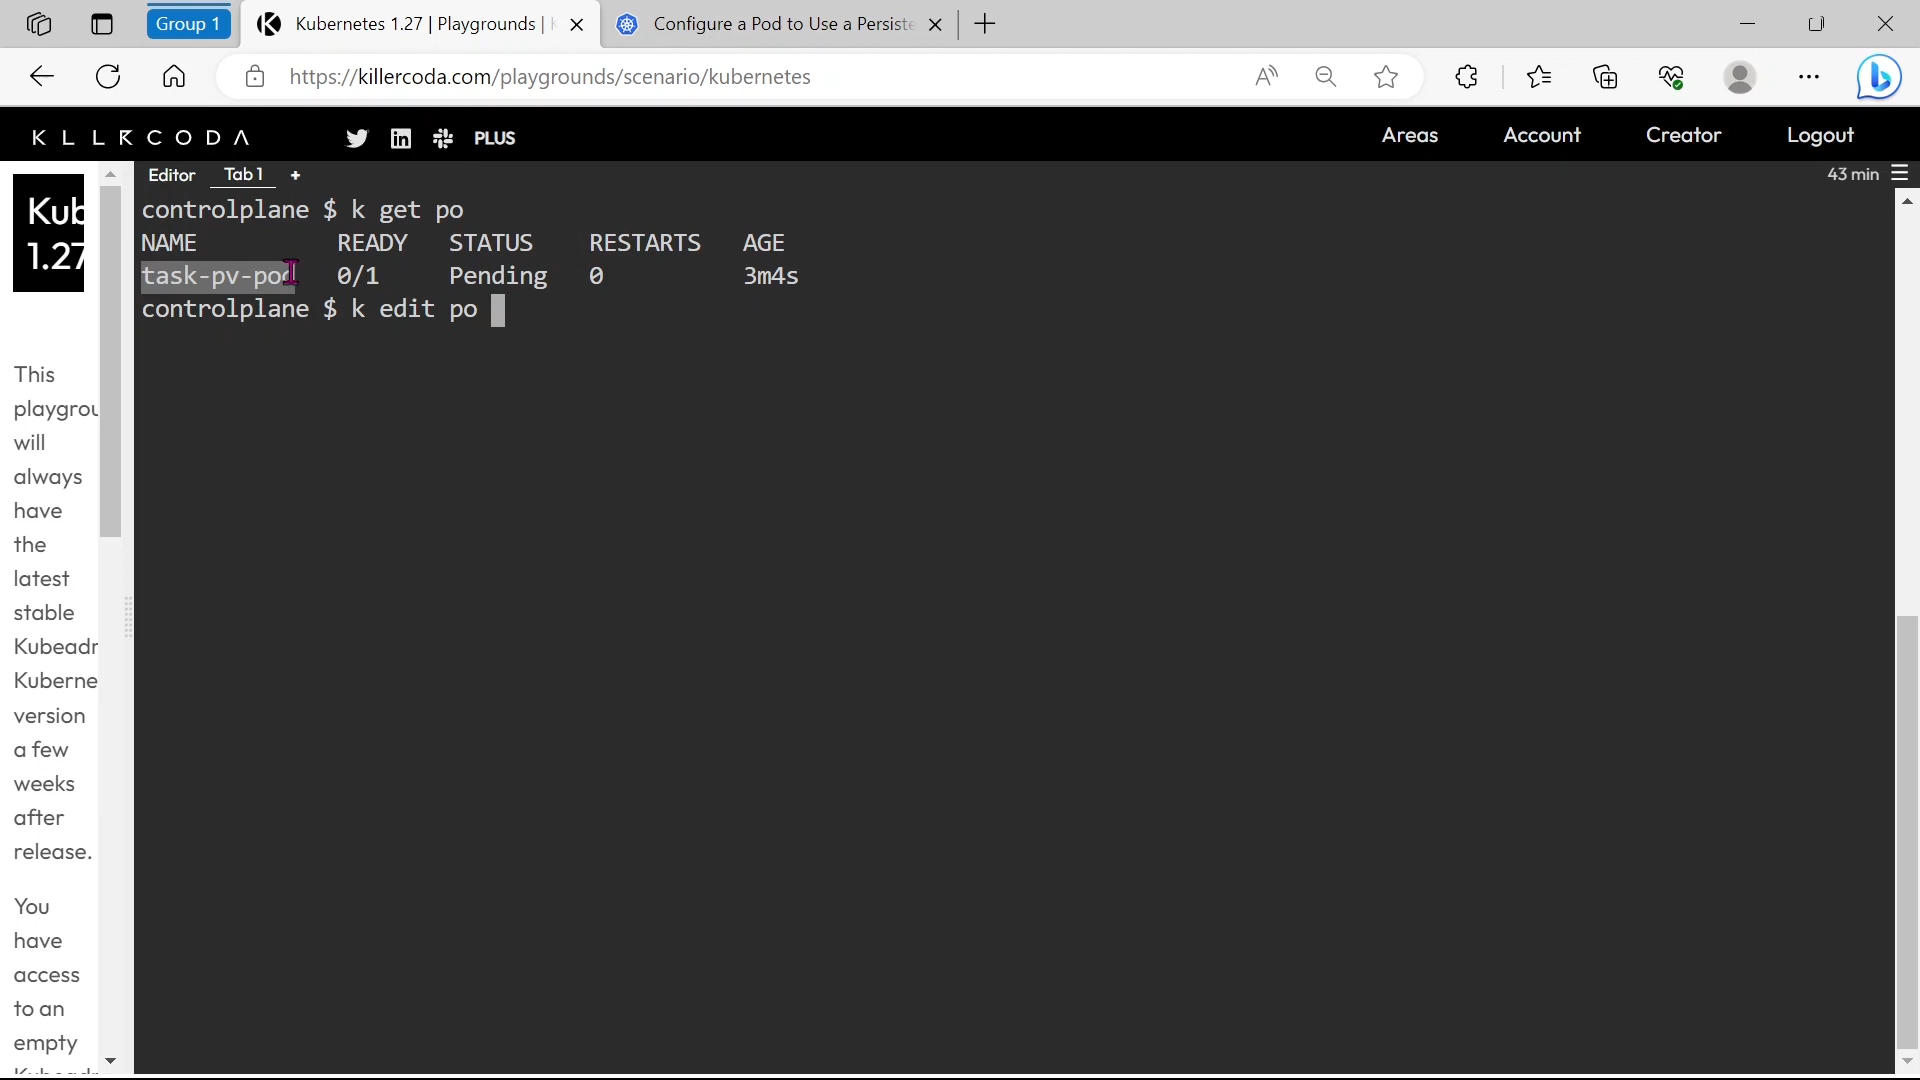 Group 1
Kubernetes 1.27 | Playgrounds |
Configure a Pod to Use a Persiste
https://killercoda.com/playgrounds/scenario/kubernetes
KLLRCODA
PLUS
Areas
Account
Creator
Logout
Editor
Tab 1
+
43 min
Kub
1.27
This
playgrou
will
always
have
the
latest
stable
Kubeadm
Kuberne
version
a few
weeks
after
release.
You
have
access
to an
empty
controlplane $ k get po
NAME READY STATUS RESTARTS AGE
task-pv-pod 0/1 Pending 0 3m4s
controlplane $ k edit po